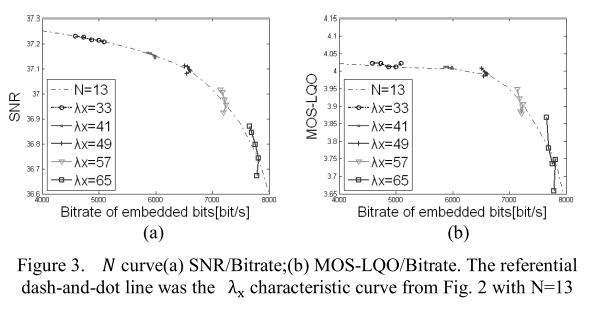 37.3
37.2
37.1
37
36.9
36.8
36.7
36.6
SNR
N=13
λx=33
λx=41
λx=49
λx=57
λx=65
4000 5000 6000 7000 8000
Bitrate of embedded bits[bit/s]
(a)
4.15
4.1
4.05
4
3.95
3.9
3.85
3.8
3.75
3.7
3.65
MOS-LQO
N=13
λx=33
λx=41
λx=49
λx=57
λx=65
4000 5000 6000 7000 8000
Bitrate of embedded bits[bit/s]
(b)
Figure 3. N curve(a) SNR/Bitrate;(b) MOS-LQO/Bitrate. The referential
dash-and-dot line was the λx characteristic curve from Fig. 2 with N=13